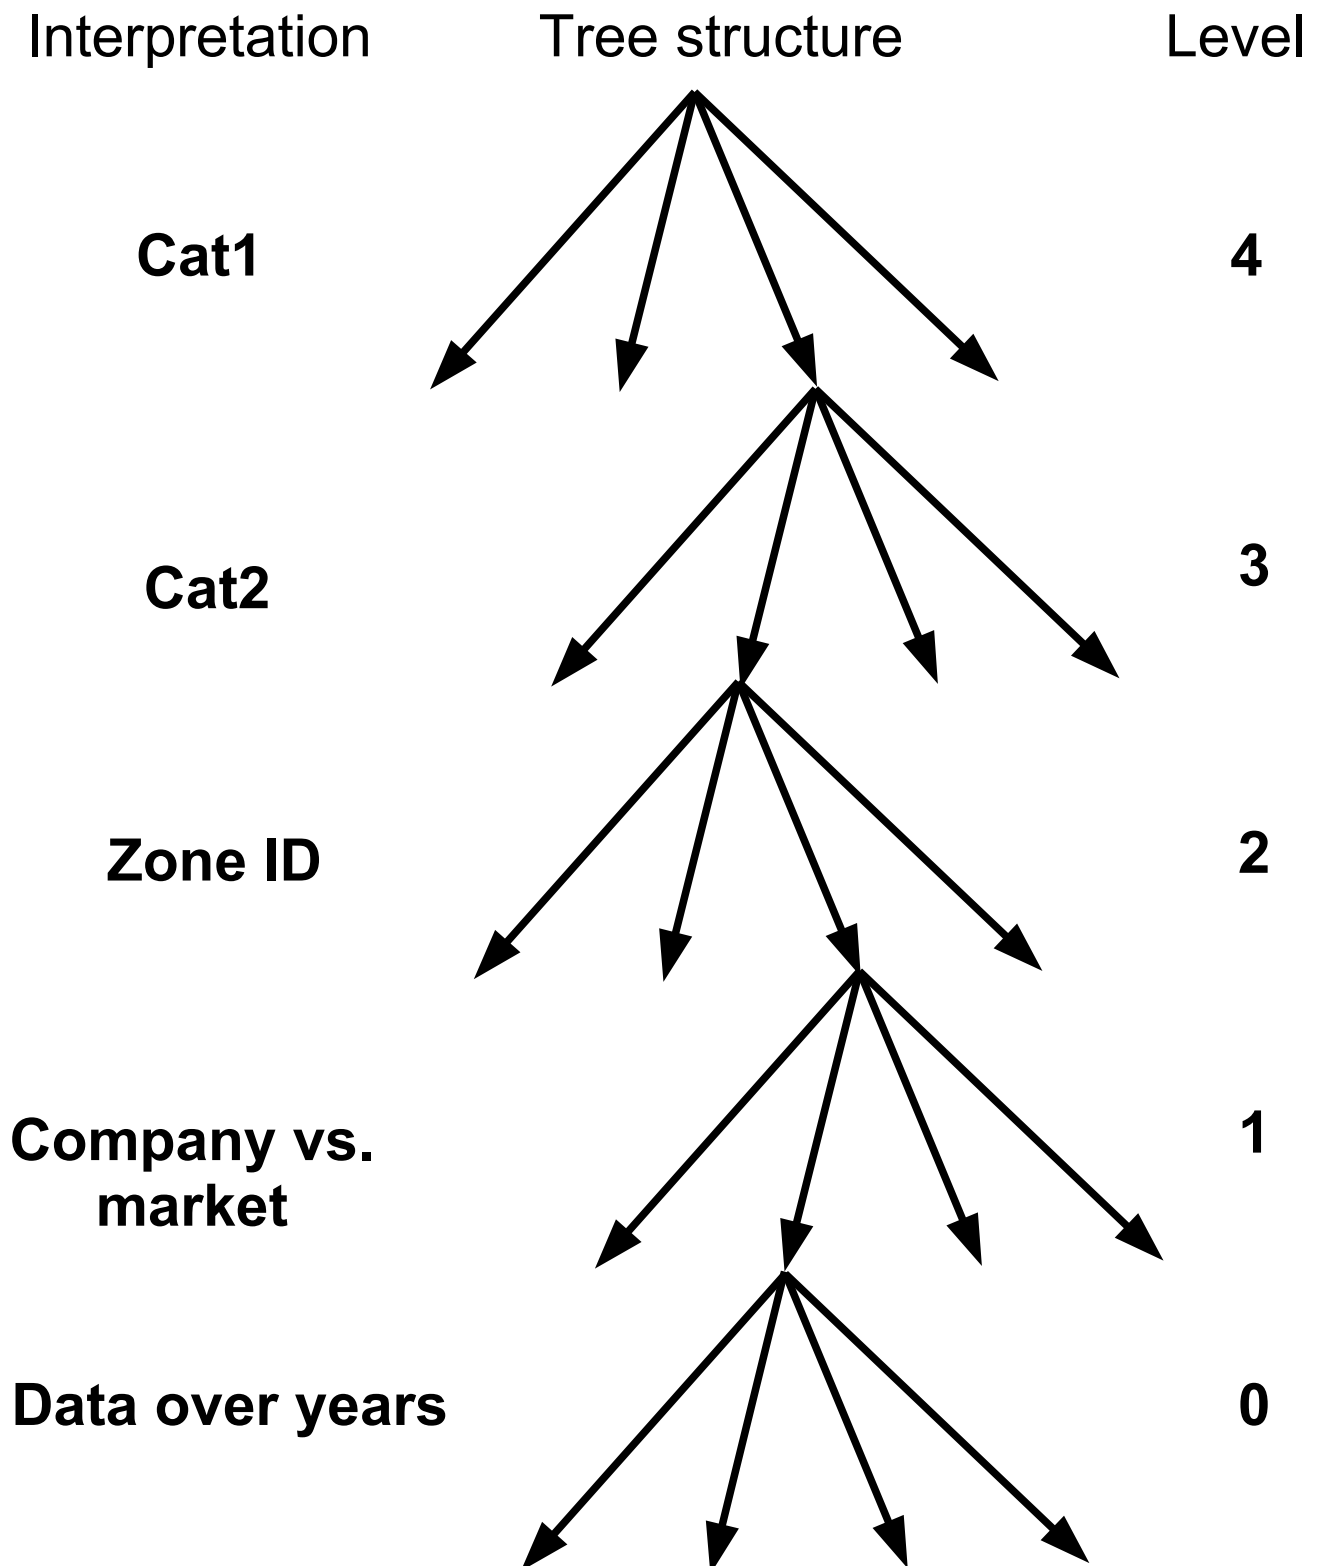 Interpretation Tree structure Level
Cat1 4
Cat2 3
Zone ID 2
Company vs. 1
market
Data over years 0